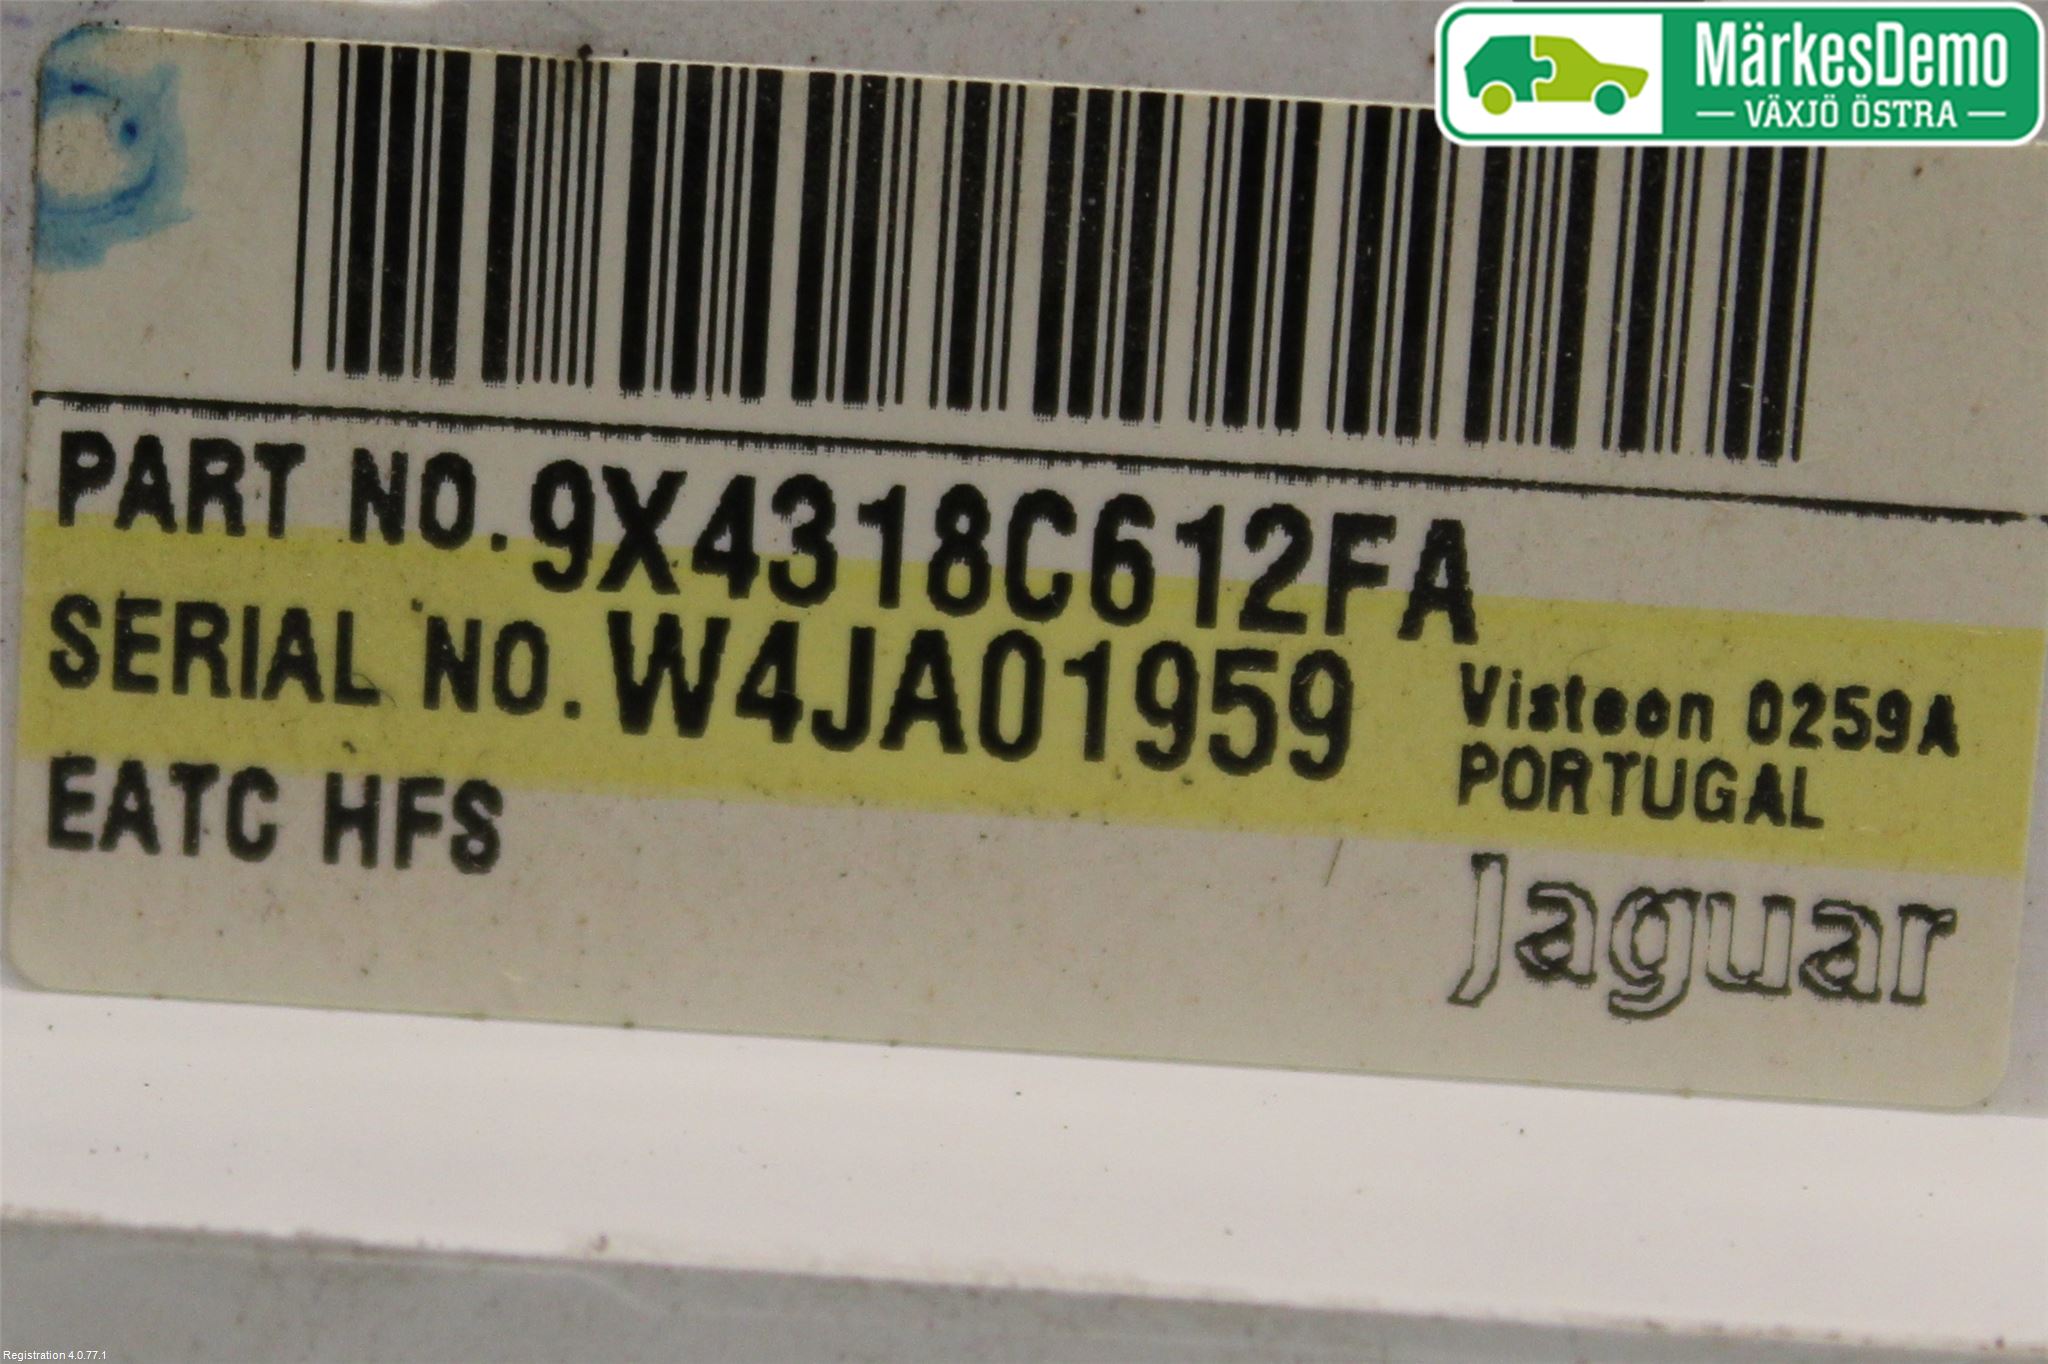 MärkesDemo
VÄXJÖ ÖSTRA
PART NO. 9X4318C612FA
SERIAL NO. W4JA01959
Visteon 0259A
PORTUGAL
EATC HFS
Jaguar
Registration 4.0.77.1